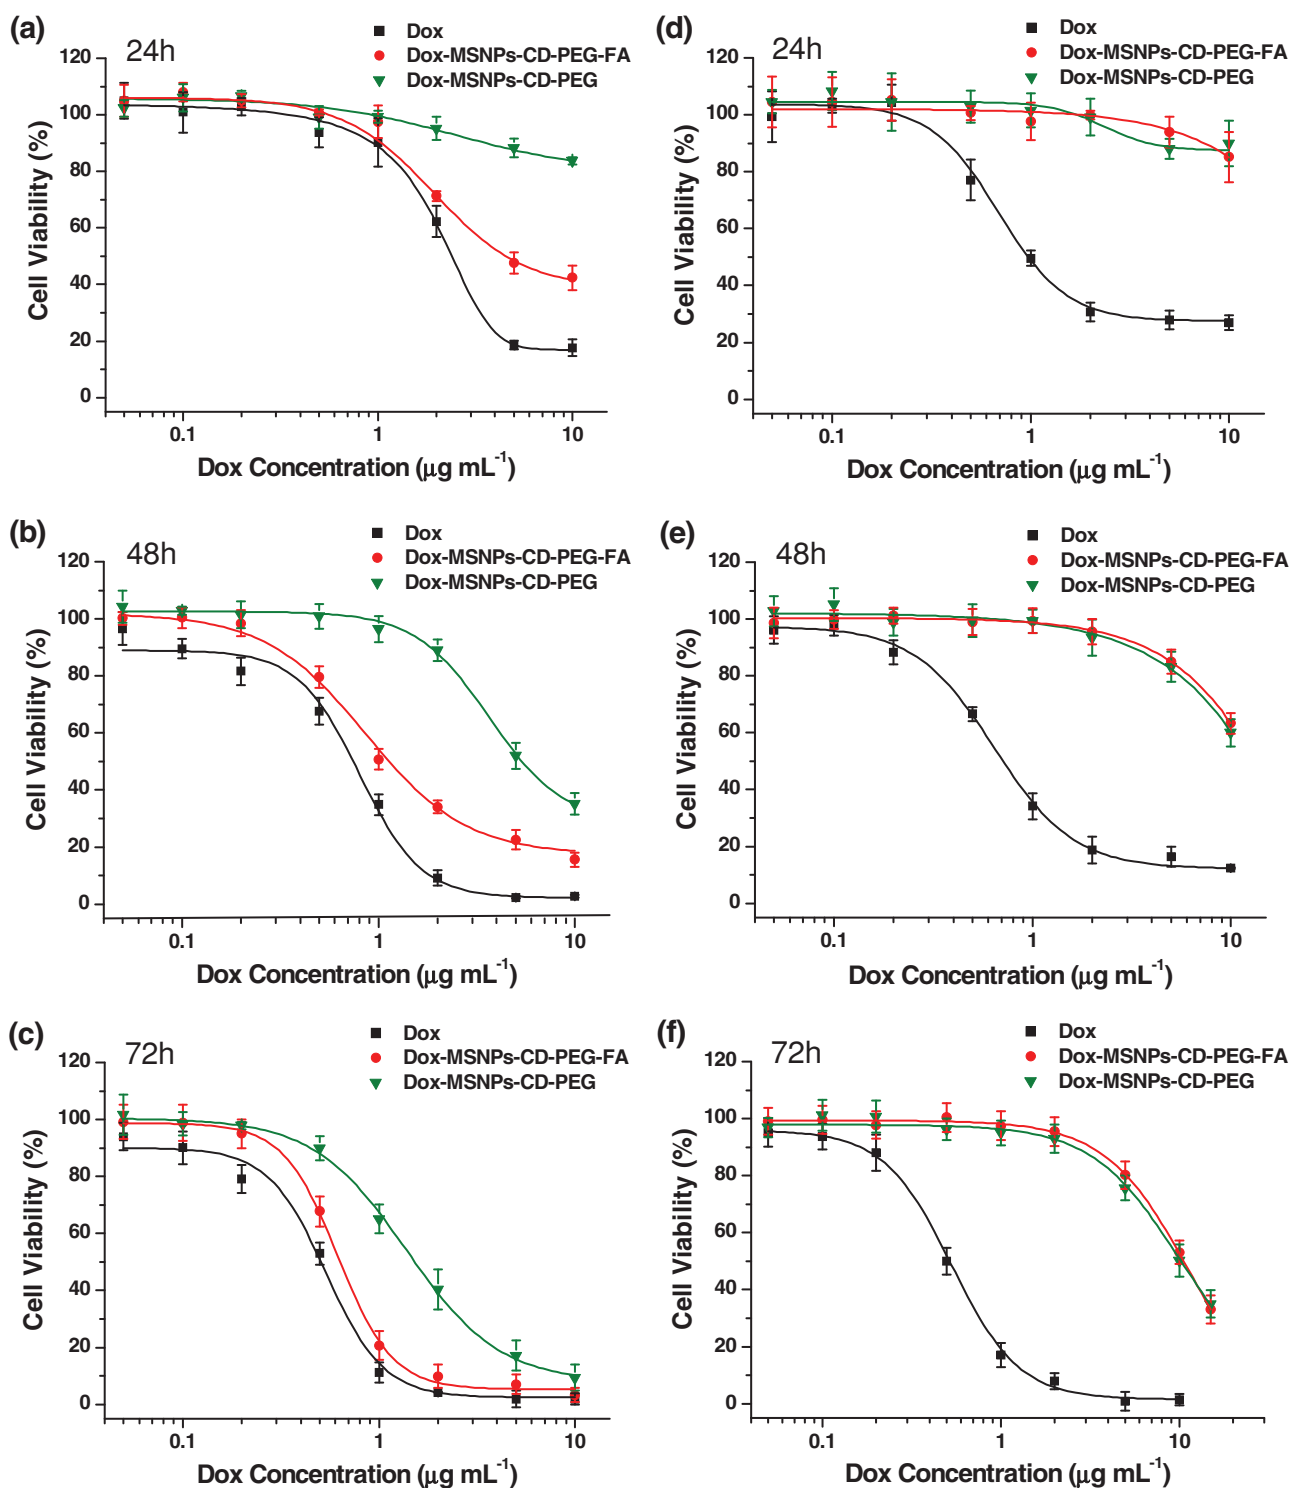 (a)
24h
Dox
Dox-MSNPs-CD-PEG-FA
Dox-MSNPs-CD-PEG
120
100
80
60
40
20
0
Cell Viability (%)
0.1
1
10
Dox Concentration (μg mL⁻¹)
(d)
24h
Dox
Dox-MSNPs-CD-PEG-FA
Dox-MSNPs-CD-PEG
120
100
80
60
40
20
0
Cell Viability (%)
0.1
1
10
Dox Concentration (μg mL⁻¹)
(b)
48h
Dox
Dox-MSNPs-CD-PEG-FA
Dox-MSNPs-CD-PEG
120
100
80
60
40
20
0
Cell Viability (%)
0.1
1
10
Dox Concentration (μg mL⁻¹)
(e)
48h
Dox
Dox-MSNPs-CD-PEG-FA
Dox-MSNPs-CD-PEG
120
100
80
60
40
20
0
Cell Viability (%)
0.1
1
10
Dox Concentration (μg mL⁻¹)
(c)
72h
Dox
Dox-MSNPs-CD-PEG-FA
Dox-MSNPs-CD-PEG
120
100
80
60
40
20
0
Cell Viability (%)
0.1
1
10
Dox Concentration (μg mL⁻¹)
(f)
72h
Dox
Dox-MSNPs-CD-PEG-FA
Dox-MSNPs-CD-PEG
120
100
80
60
40
20
0
Cell Viability (%)
0.1
1
10
Dox Concentration (μg mL⁻¹)